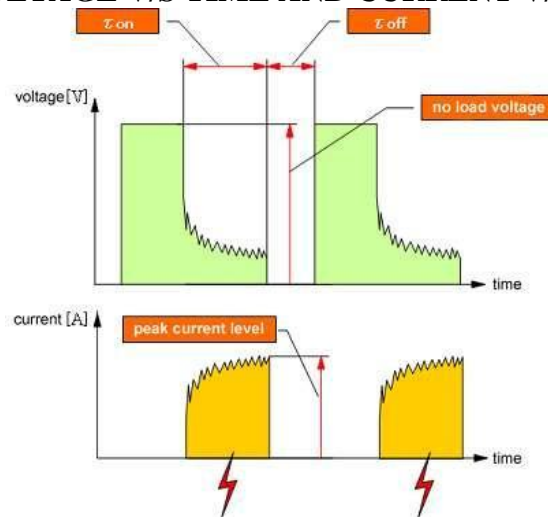 τ on
τ off
voltage [V]
no load voltage
time
current [A]
peak current level
time